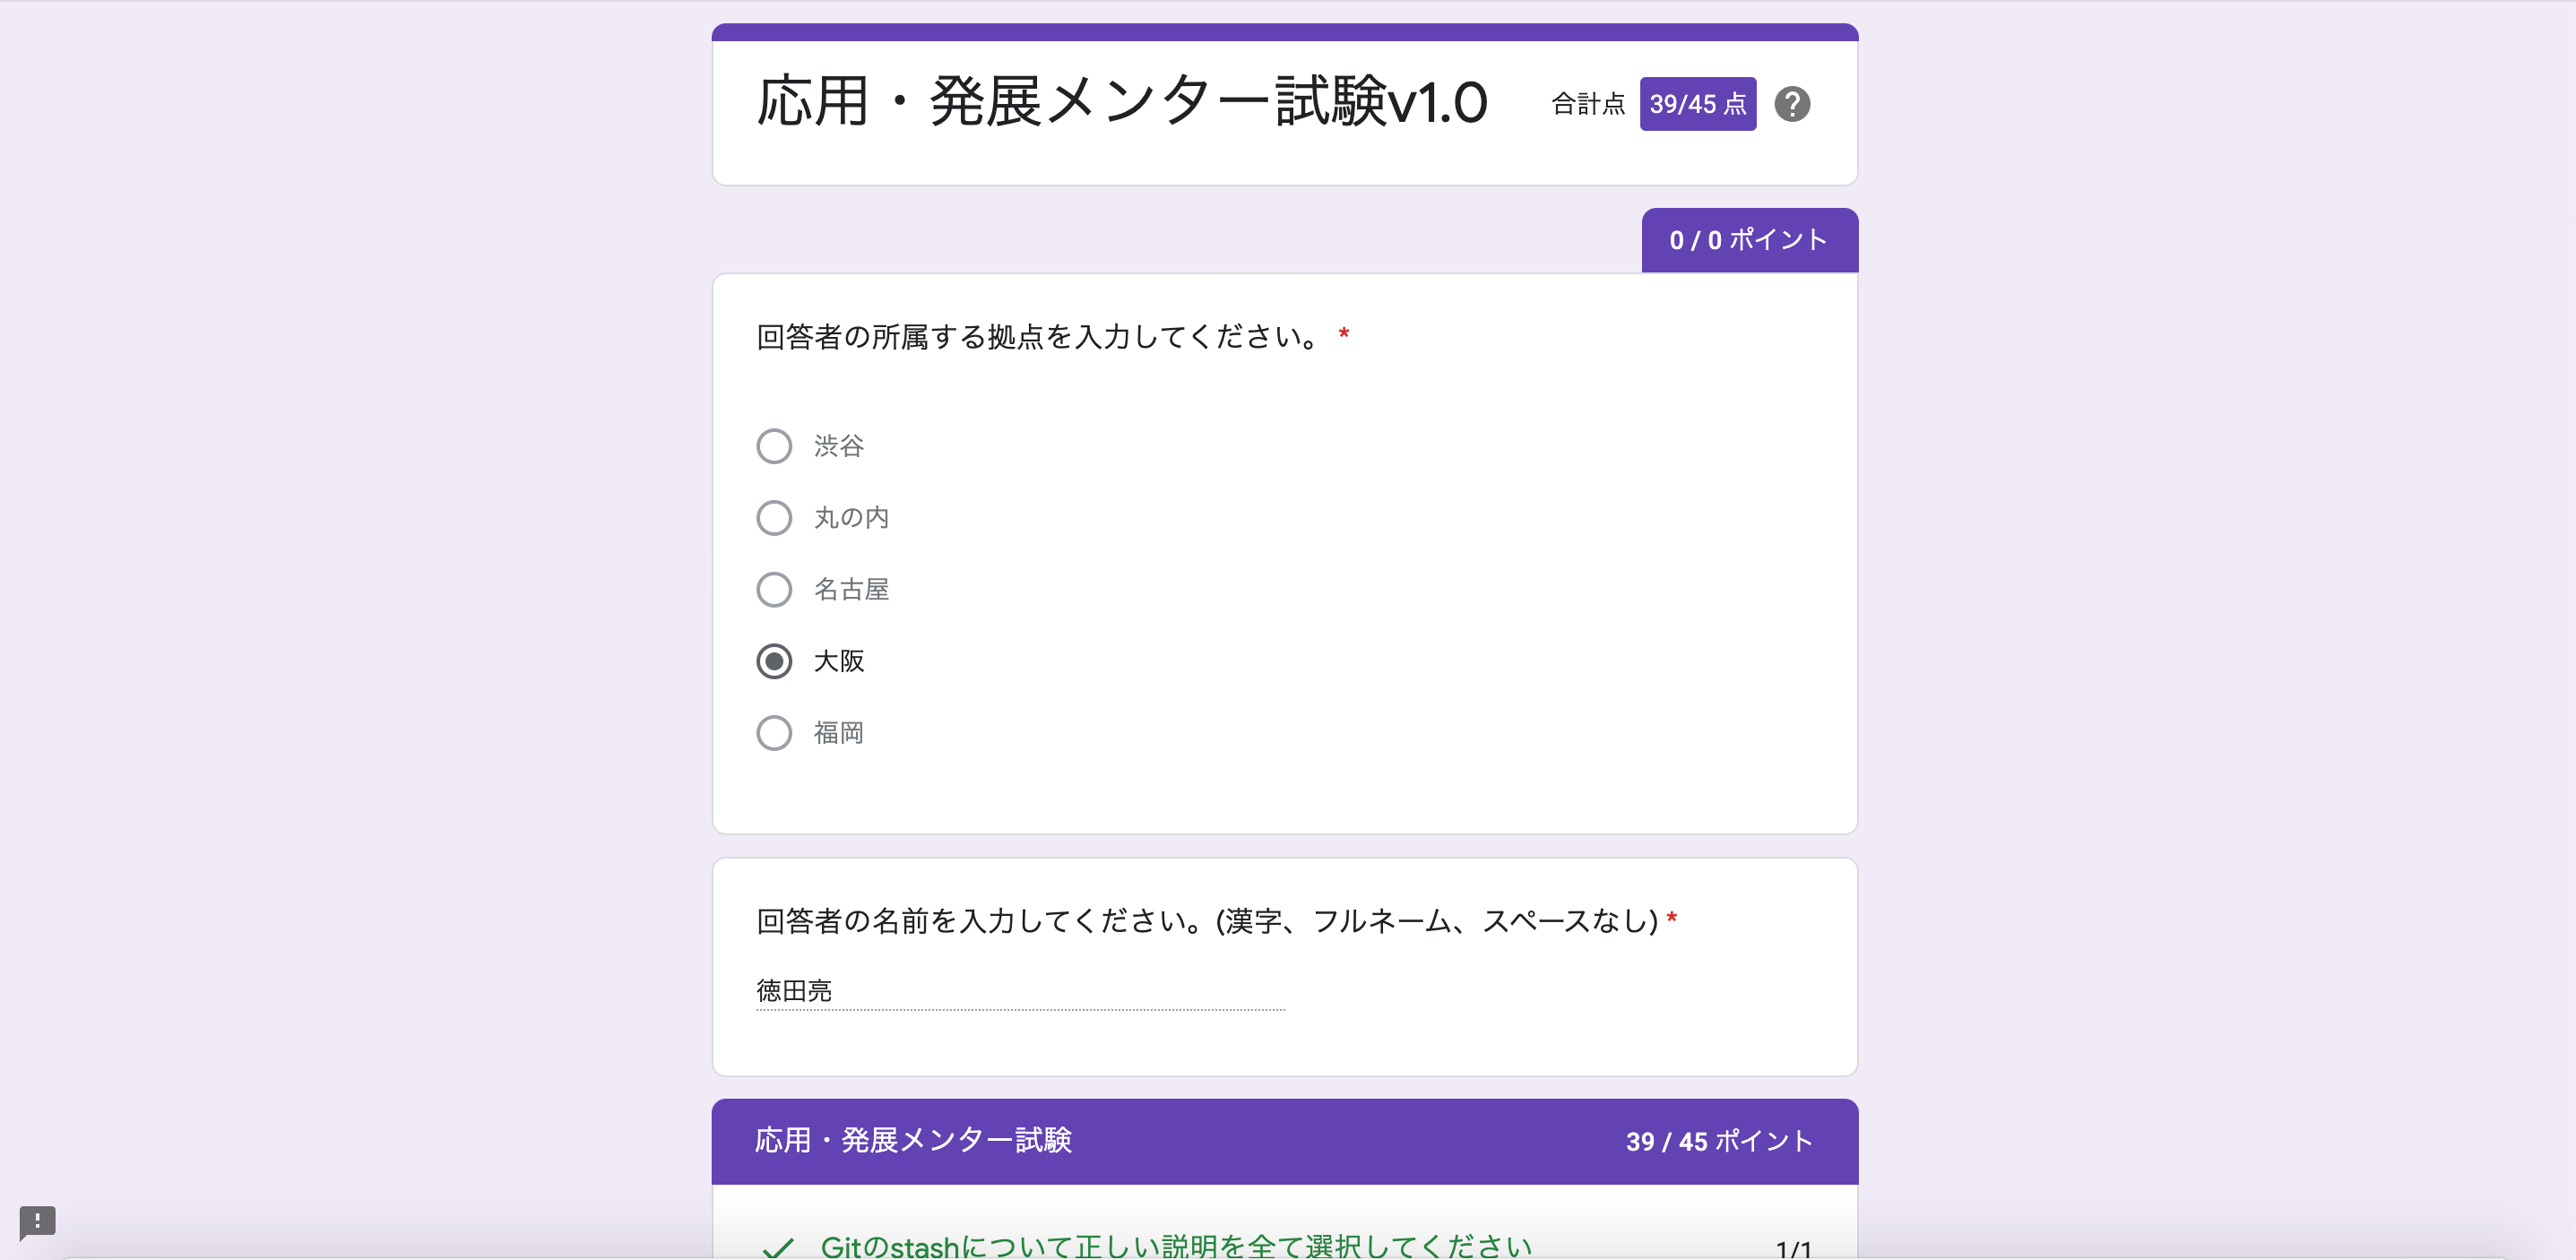 応用・発展メンター試験v1.0
合計点 39/45 点 ?
0 / 0 ポイント
回答者の所属する拠点を入力してください。 *
渋谷
丸の内
名古屋
大阪
福岡
回答者の名前を入力してください。(漢字、フルネーム、スペースなし) *
徳田亮
応用・発展メンター試験 39 / 45 ポイント
Gitのstashについて正しい説明を全て選択してください 1/1